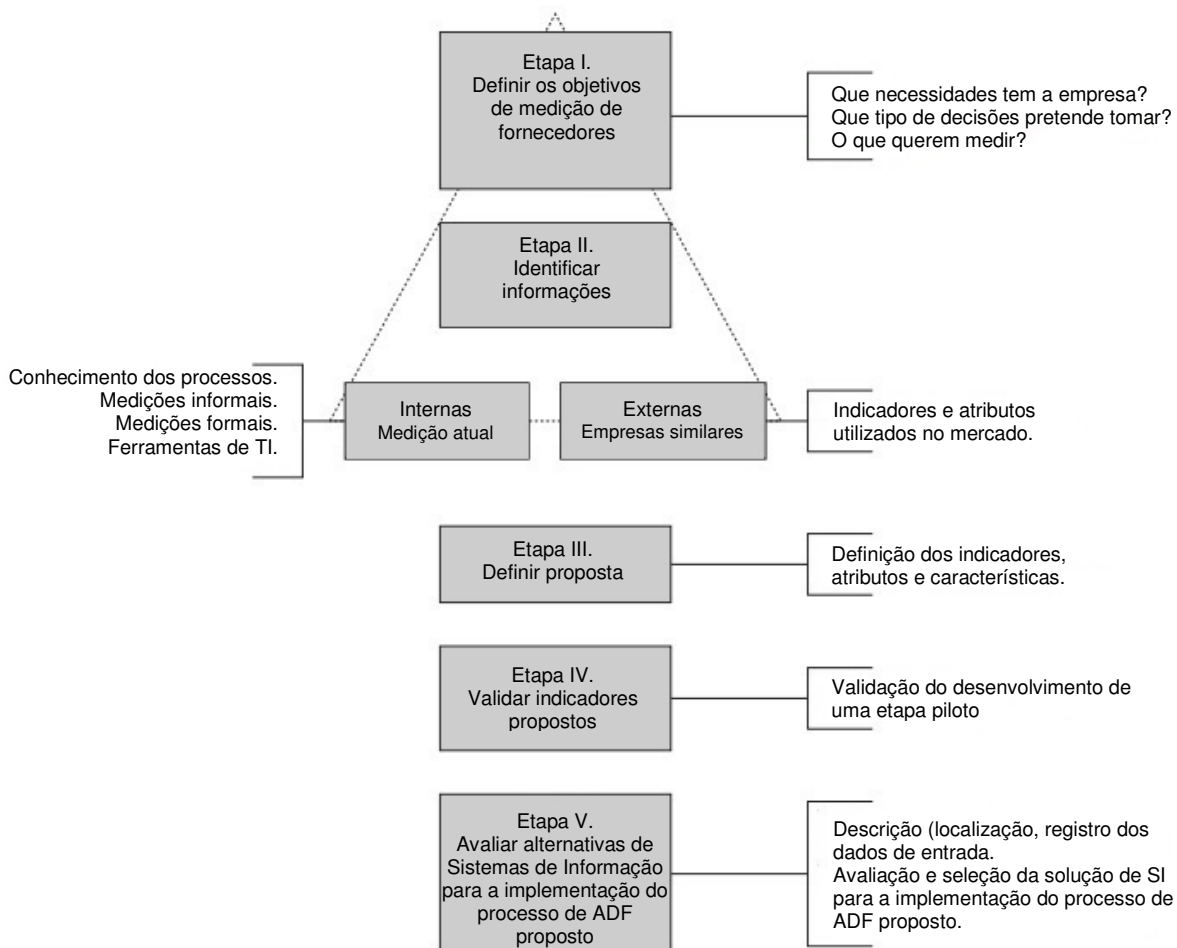 Etapa I.
Definir os objetivos
de medição de
fornecedores
Que necessidades tem a empresa?
Que tipo de decisões pretende tomar?
O que querem medir?
Etapa II.
Identificar
informações
Conhecimento dos processos.
Medições informais.
Medições formais.
Ferramentas de TI.
Internas
Medição atual
Externas
Empresas similares
Indicadores e atributos
utilizados no mercado.
Etapa III.
Definir proposta
Definição dos indicadores,
atributos e características.
Etapa IV.
Validar indicadores
propostos
Validação do desenvolvimento de
uma etapa piloto
Etapa V.
Avaliar alternativas de
Sistemas de Informação
para a implementação do
processo de ADF
proposto
Descrição (localização, registro dos
dados de entrada.
Avaliação e seleção da solução de SI
para a implementação do processo de
ADF proposto.